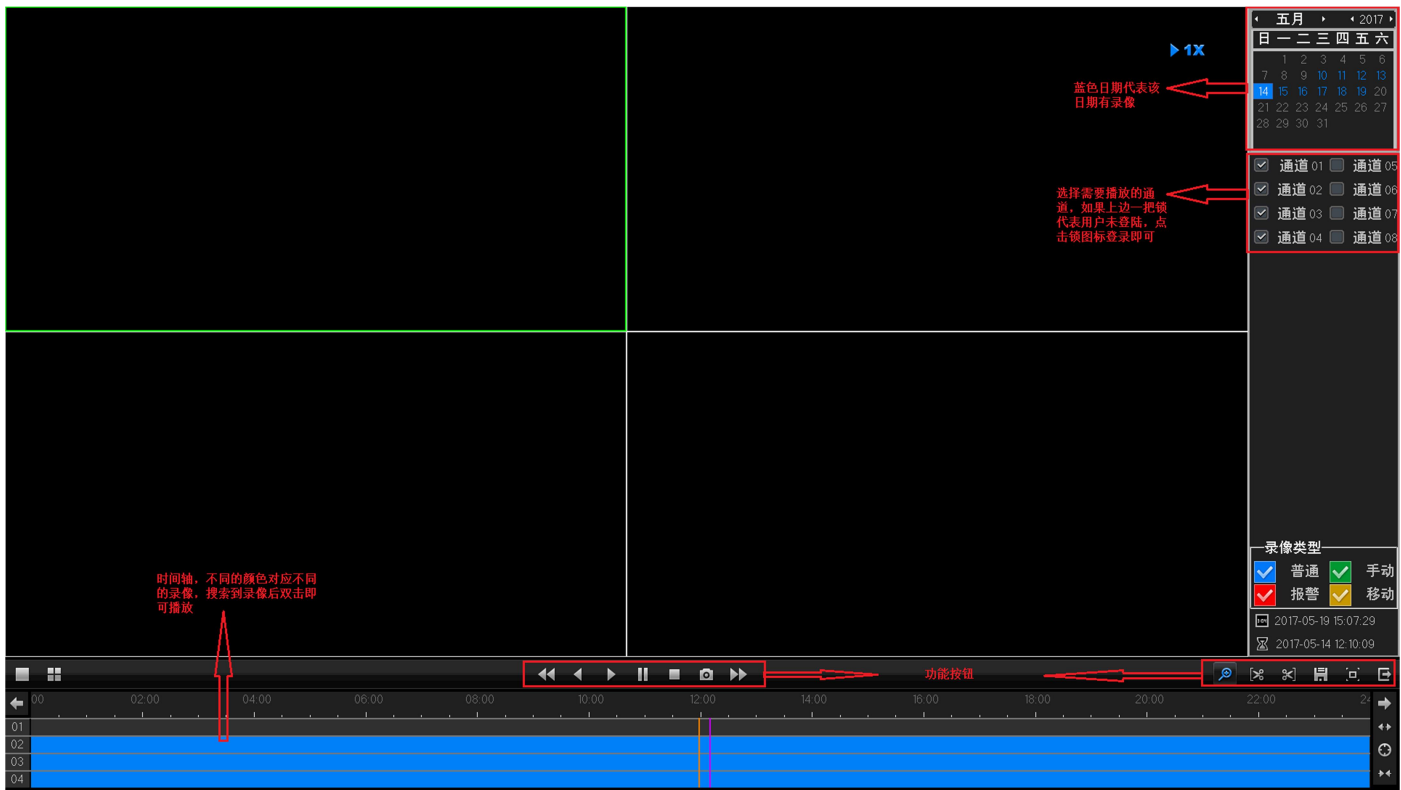 五月 2017
日 一 二 三 四 五 六
1 2 3 4 5 6
7 8 9 10 11 12 13
14 15 16 17 18 19 20
21 22 23 24 25 26 27
28 29 30 31
1X
蓝色日期代表该
日期有录像
通道 01 通道 05
通道 02 通道 06
通道 03 通道 07
通道 04 通道 08
选择需要播放的通
道，如果上边一把锁
代表用户未登陆，点
击锁图标登录即可
录像类型
普通 手动
报警 移动
2017-05-19 15:07:29
2017-05-14 12:10:09
时间轴，不同的颜色对应不同
的录像，搜索到录像后双击即
可播放
功能按钮
00 02:00 04:00 06:00 08:00 10:00 12:00 14:00 16:00 18:00 20:00 22:00 24
01
02
03
04